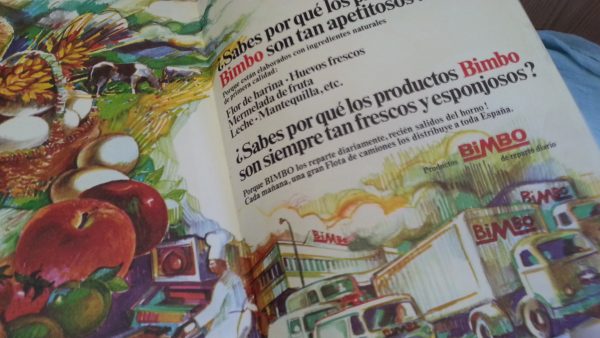 ¿Sabes por qué los
Bimbo son tan apetitosos
Porque están elaborados con ingredientes naturales
de primera calidad:
Flor de harina - Huevos frescos
Mermelada de fruta
Leche - Mantequilla, etc.
¿Sabes por qué los productos Bimbo
son siempre tan frescos y esponjosos?
Porque BIMBO los reparte diariamente, recién salidos del horno!
Cada mañana, una gran Flota de camiones los distribuye a toda España.
Productos BIMBO de reparto diario
BIMBO
BIMBO
BIMBO
BIMBO